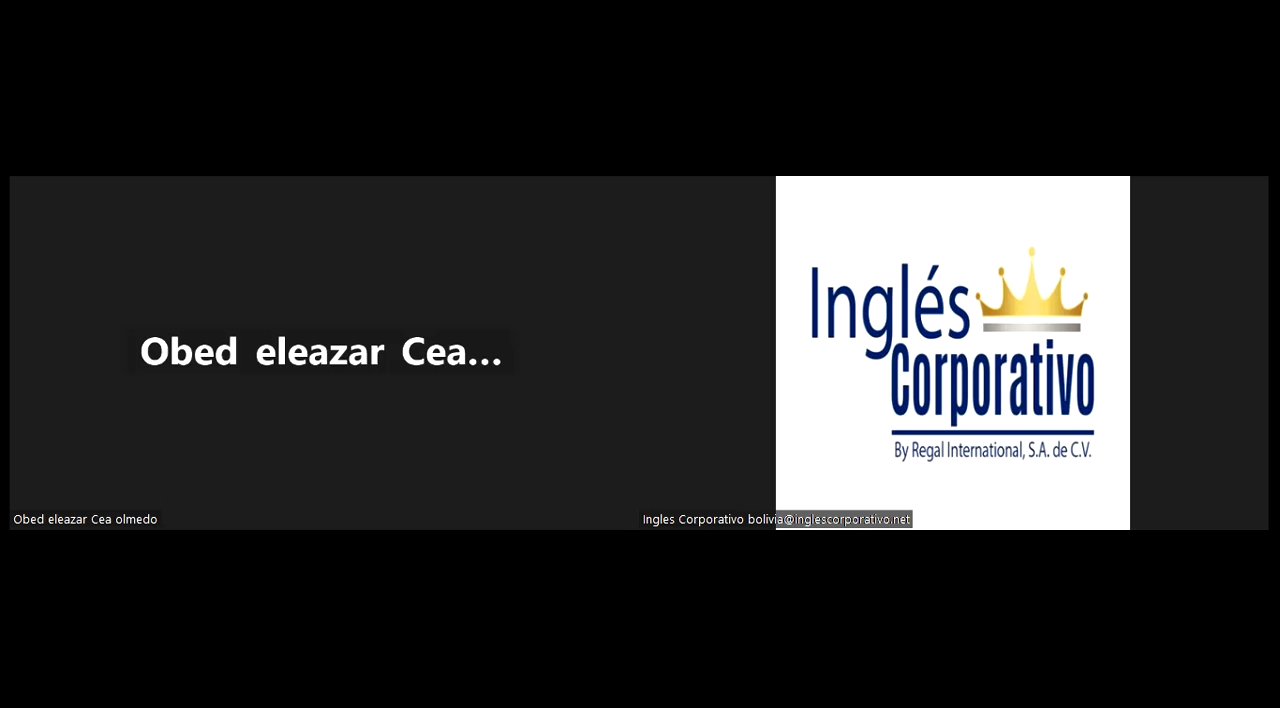 Obed eleazar Cea...
Obed eleazar Cea olmedo
Inglés
Corporativo
By Regal International, S.A. de C.V.
Ingles Corporativo bolivia@inglescorporativo.net